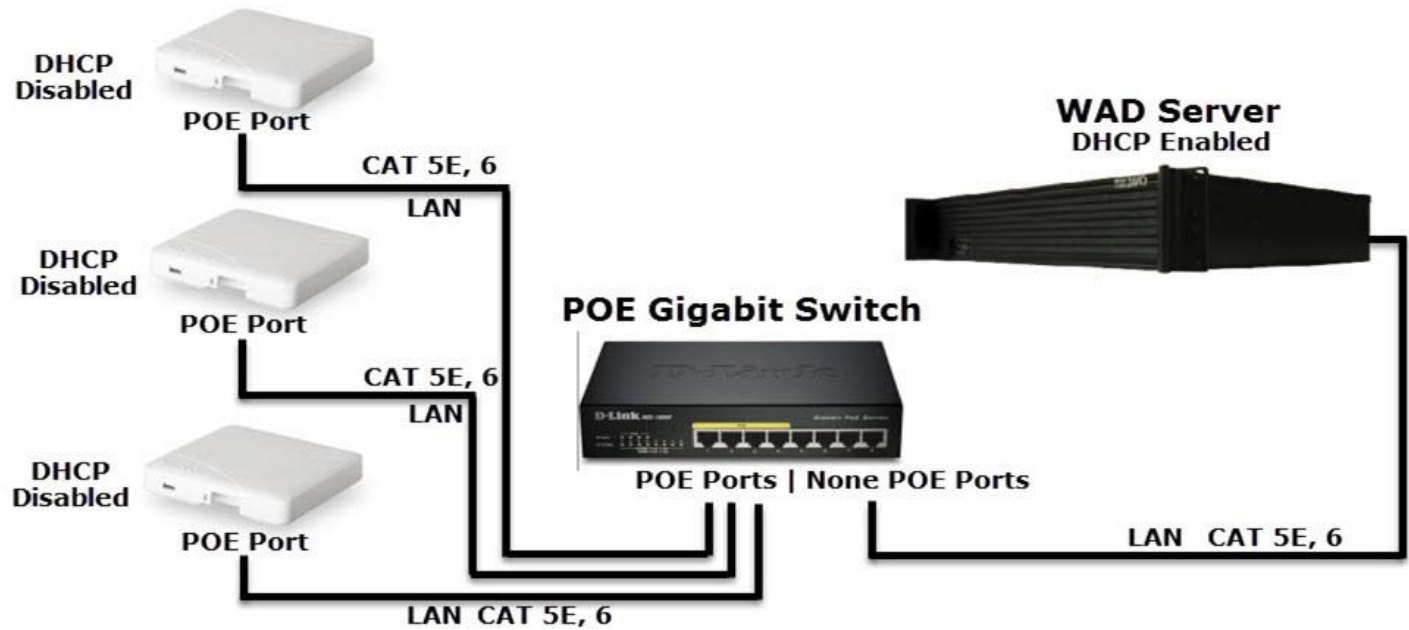 DHCP
Disabled
POE Port
CAT 5E, 6
LAN
WAD Server
DHCP Enabled
DHCP
Disabled
POE Port
CAT 5E, 6
LAN
POE Gigabit Switch
D-Link
D-Link
POE Ports | None POE Ports
DHCP
Disabled
POE Port
LAN CAT 5E, 6
LAN CAT 5E, 6